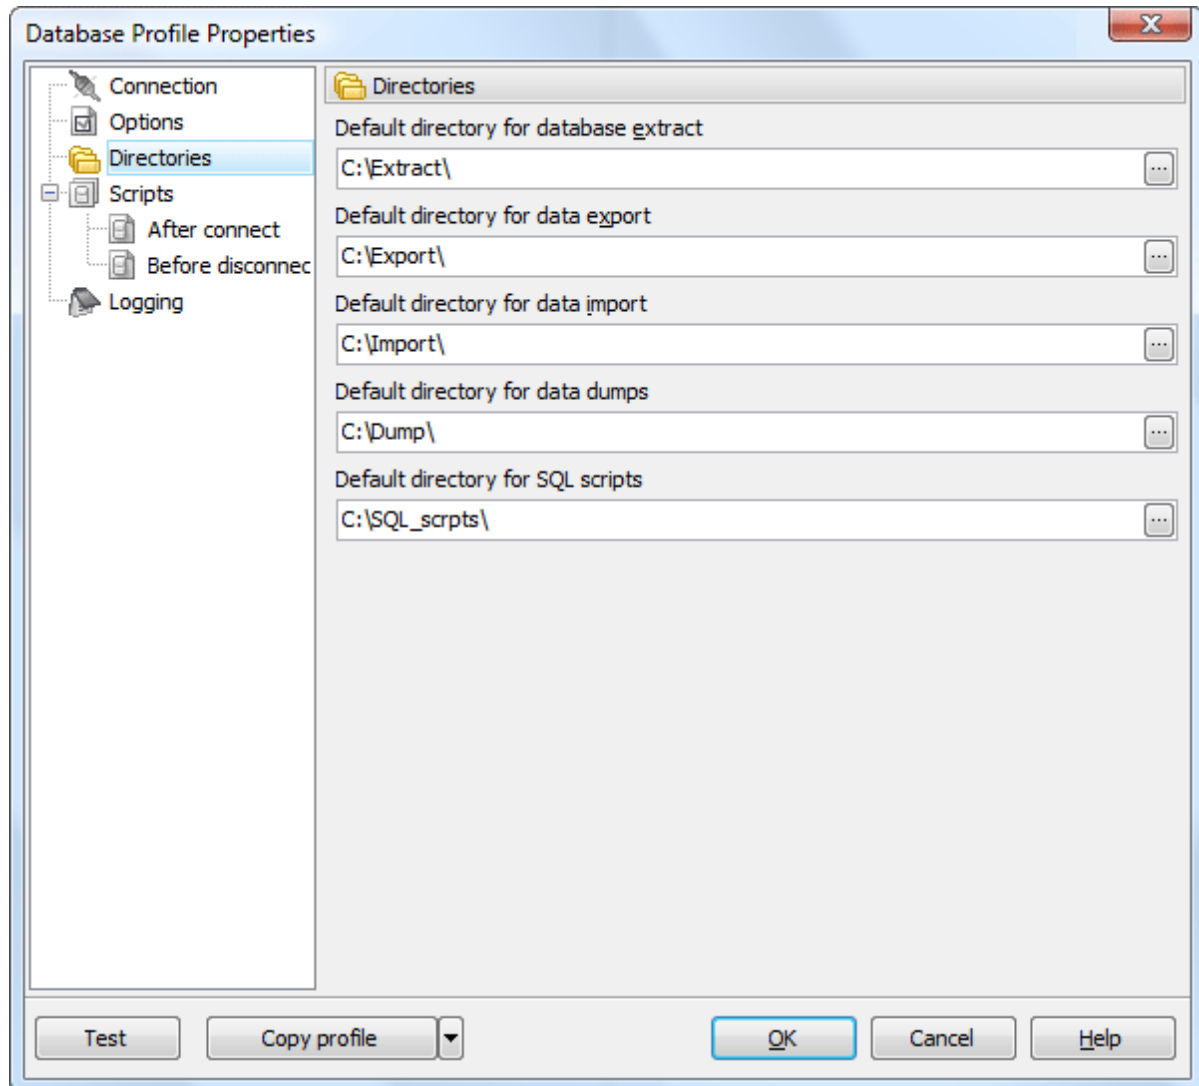 Database Profile Properties
Connection
Options
Directories
Scripts
After connect
Before disconnec
Logging
Directories
Default directory for database extract
C:\Extract\
...
Default directory for data export
C:\Export\
...
Default directory for data import
C:\Import\
...
Default directory for data dumps
C:\Dump\
...
Default directory for SQL scripts
C:\SQL_scrpts\
...
Test
Copy profile
OK
Cancel
Help